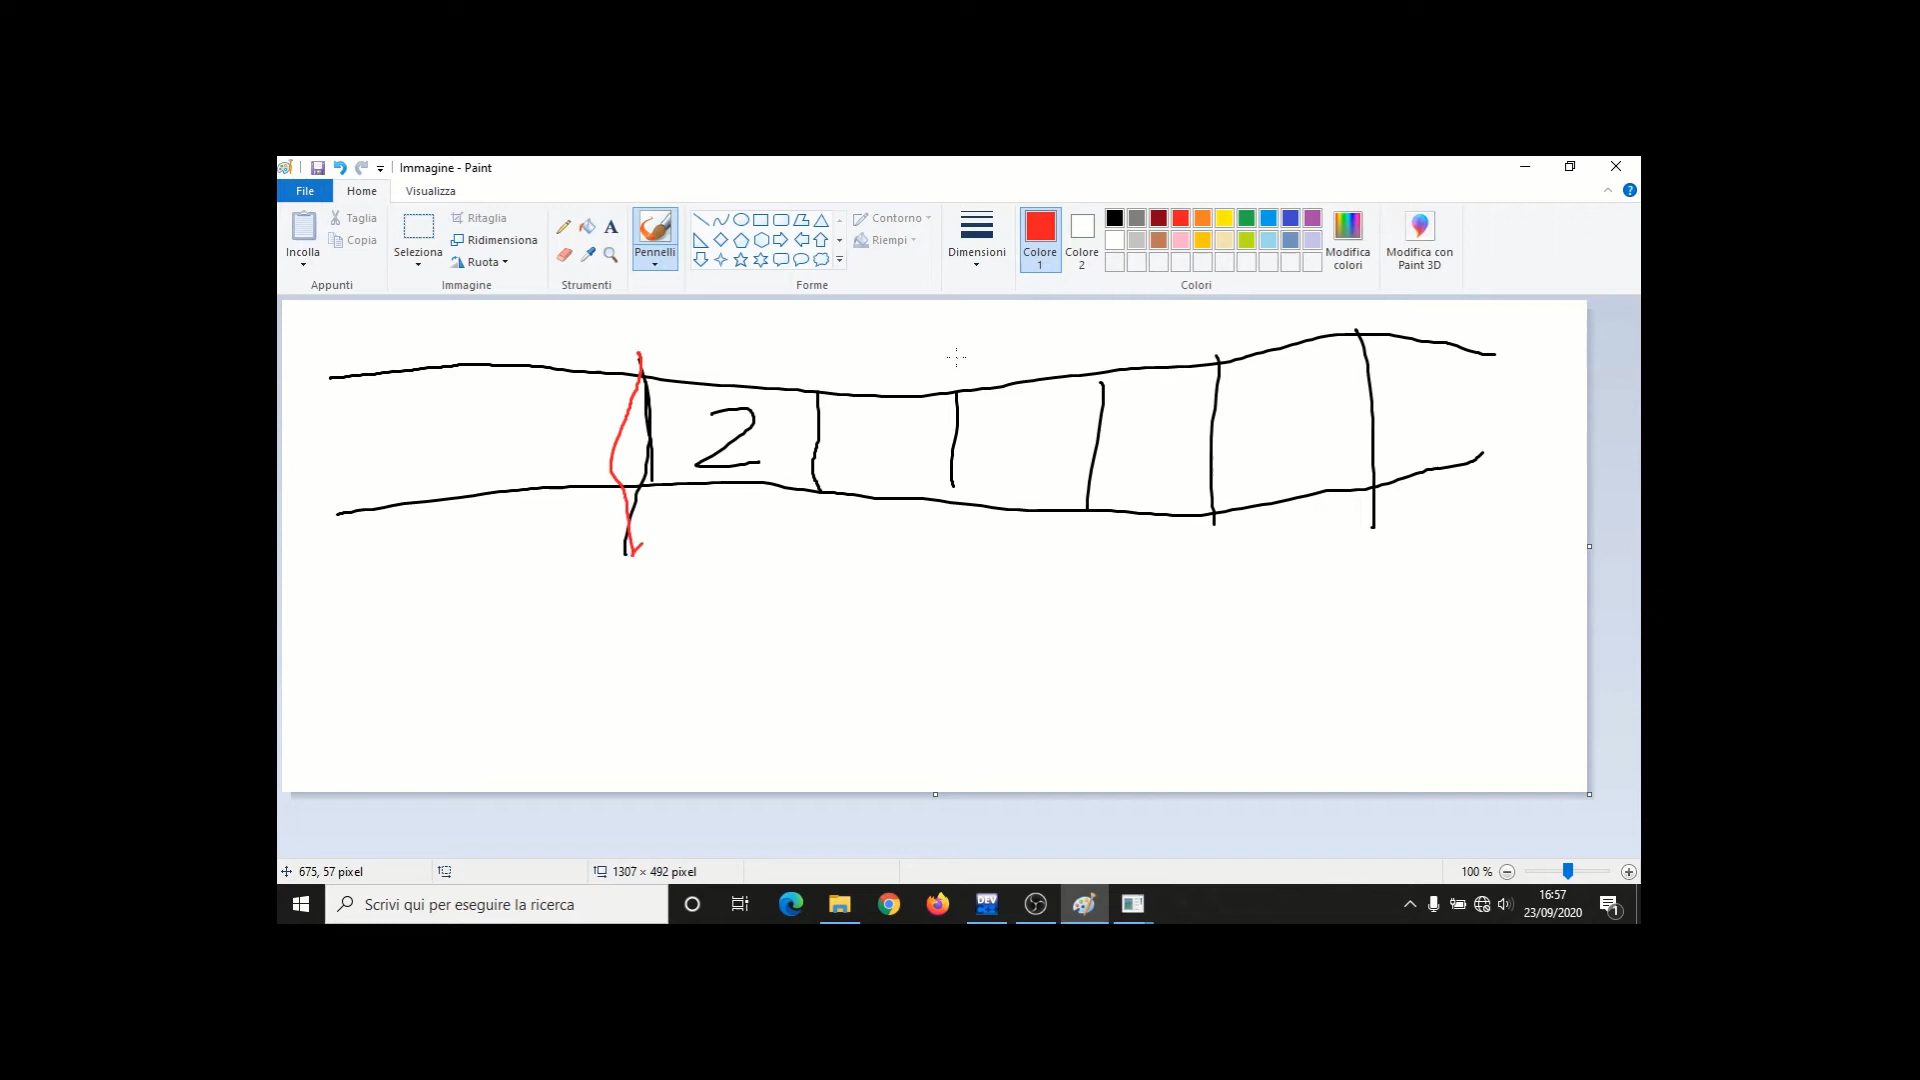 Immagine - Paint
File Home Visualizza
Incolla
Taglia
Copia
Appunti
Seleziona
Ritaglia
Ridimensiona
Ruota
Immagine
A
Strumenti
Pennelli
Forme
Contorno
Riempi
Dimensioni
Colore 1
Colore 2
Colori
Modifica colori
Modifica con Paint 3D
2
675, 57 pixel
1307 × 492 pixel
100 %
Scrivi qui per eseguire la ricerca
DEV
16:57
23/09/2020
1